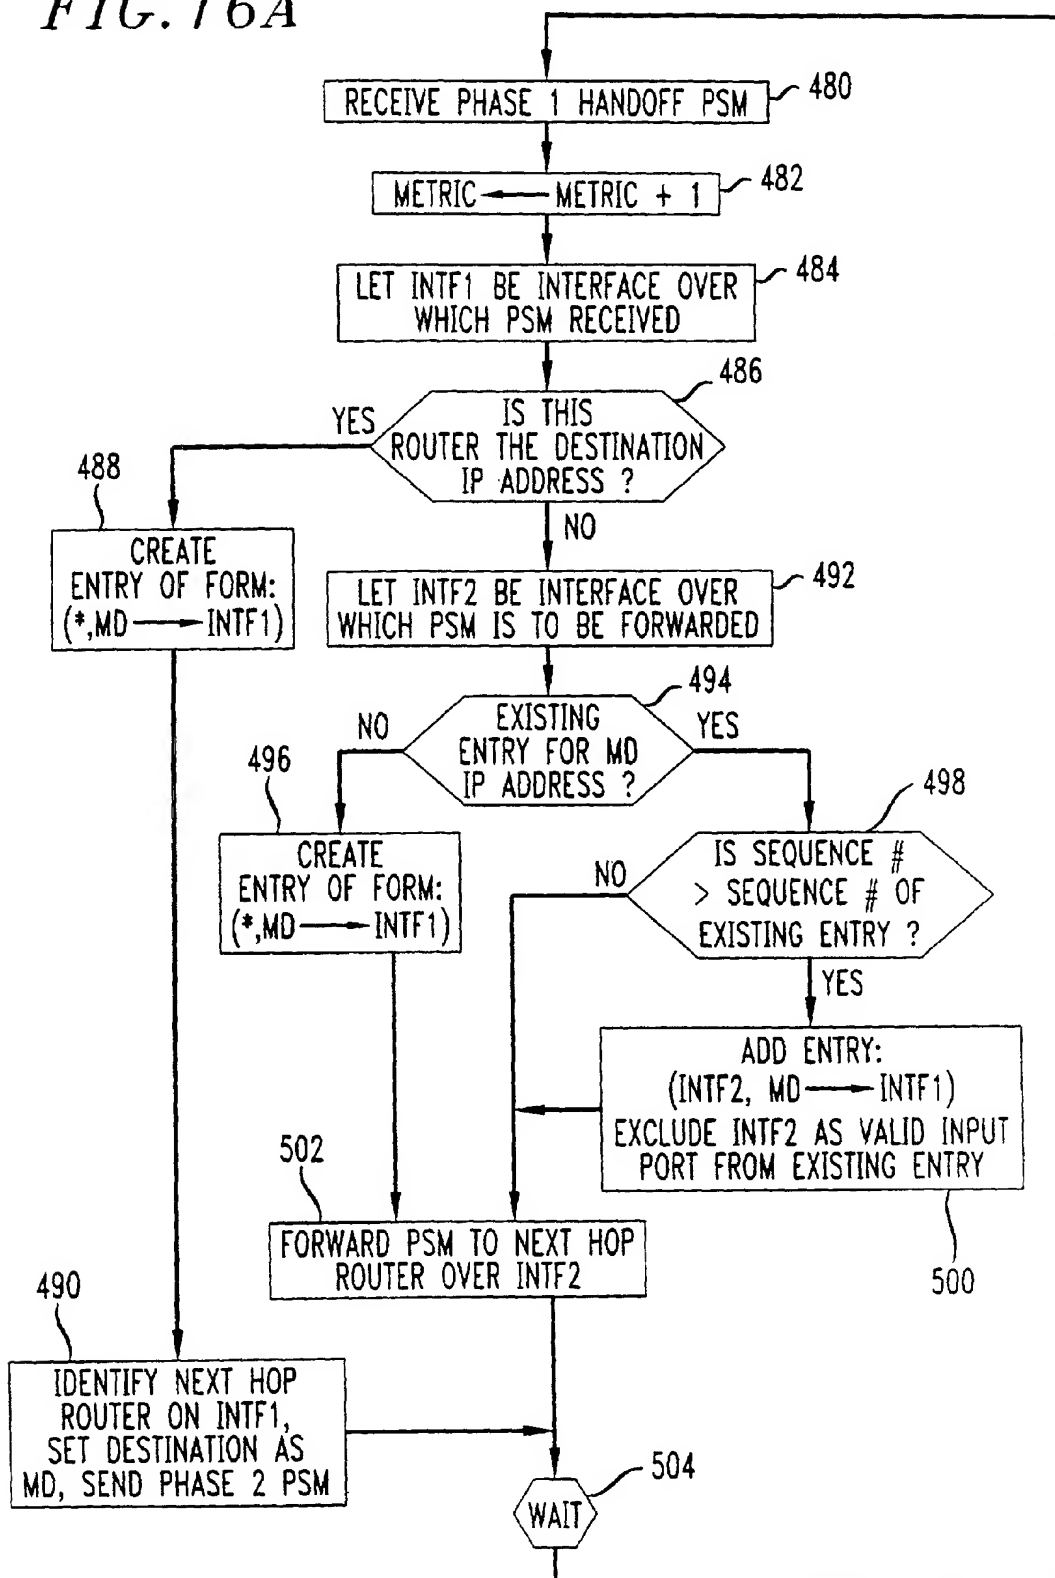 FIG. 16A
RECEIVE PHASE 1 HANDOFF PSM
480
METRIC ← METRIC + 1
482
LET INTF1 BE INTERFACE OVER
WHICH PSM RECEIVED
484
IS THIS
ROUTER THE DESTINATION
IP ADDRESS ?
486
YES
NO
488
CREATE
ENTRY OF FORM:
(*,MD → INTF1)
LET INTF2 BE INTERFACE OVER
WHICH PSM IS TO BE FORWARDED
492
EXISTING
ENTRY FOR MD
IP ADDRESS ?
494
NO
YES
496
CREATE
ENTRY OF FORM:
(*,MD → INTF1)
IS SEQUENCE #
> SEQUENCE # OF
EXISTING ENTRY ?
498
NO
YES
ADD ENTRY:
(INTF2, MD → INTF1)
EXCLUDE INTF2 AS VALID INPUT
PORT FROM EXISTING ENTRY
500
502
FORWARD PSM TO NEXT HOP
ROUTER OVER INTF2
490
IDENTIFY NEXT HOP
ROUTER ON INTF1,
SET DESTINATION AS
MD, SEND PHASE 2 PSM
WAIT
504